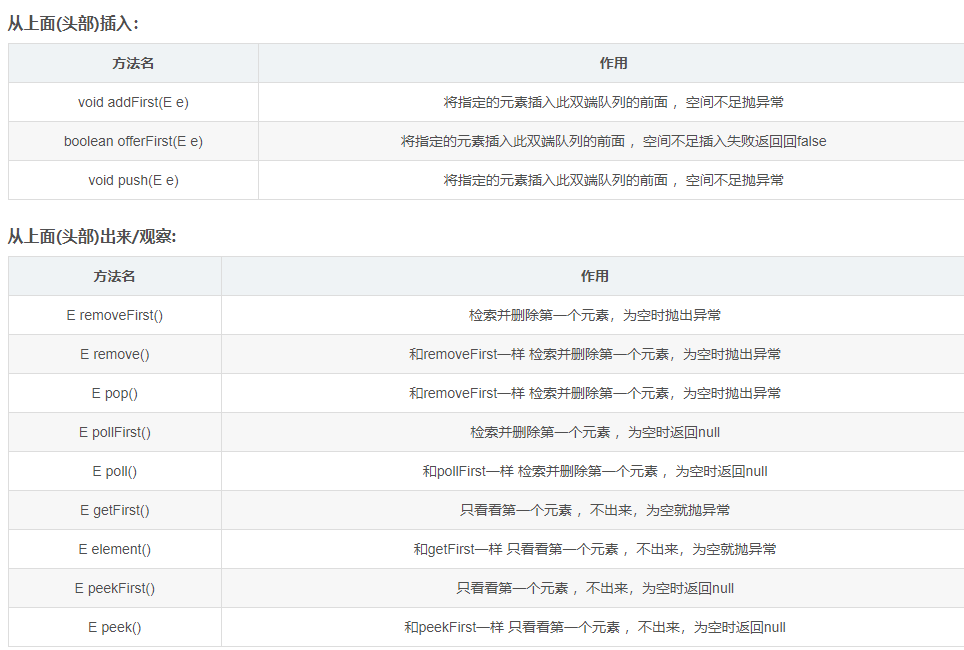 从上面(头部)插入：
方法名 作用
void addFirst(E e) 将指定的元素插入此双端队列的前面 ，空间不足抛异常
boolean offerFirst(E e) 将指定的元素插入此双端队列的前面 ，空间不足插入失败返回回false
void push(E e) 将指定的元素插入此双端队列的前面 ，空间不足抛异常
从上面(头部)出来/观察:
方法名 作用
E removeFirst() 检索并删除第一个元素，为空时抛出异常
E remove() 和removeFirst一样 检索并删除第一个元素，为空时抛出异常
E pop() 和removeFirst一样 检索并删除第一个元素，为空时抛出异常
E pollFirst() 检索并删除第一个元素 ，为空时返回null
E poll() 和pollFirst一样 检索并删除第一个元素 ，为空时返回null
E getFirst() 只看看第一个元素 ，不出来，为空就抛异常
E element() 和getFirst一样 只看看第一个元素 ，不出来，为空就抛异常
E peekFirst() 只看看第一个元素 ，不出来，为空时返回null
E peek() 和peekFirst一样 只看看第一个元素 ，不出来，为空时返回null